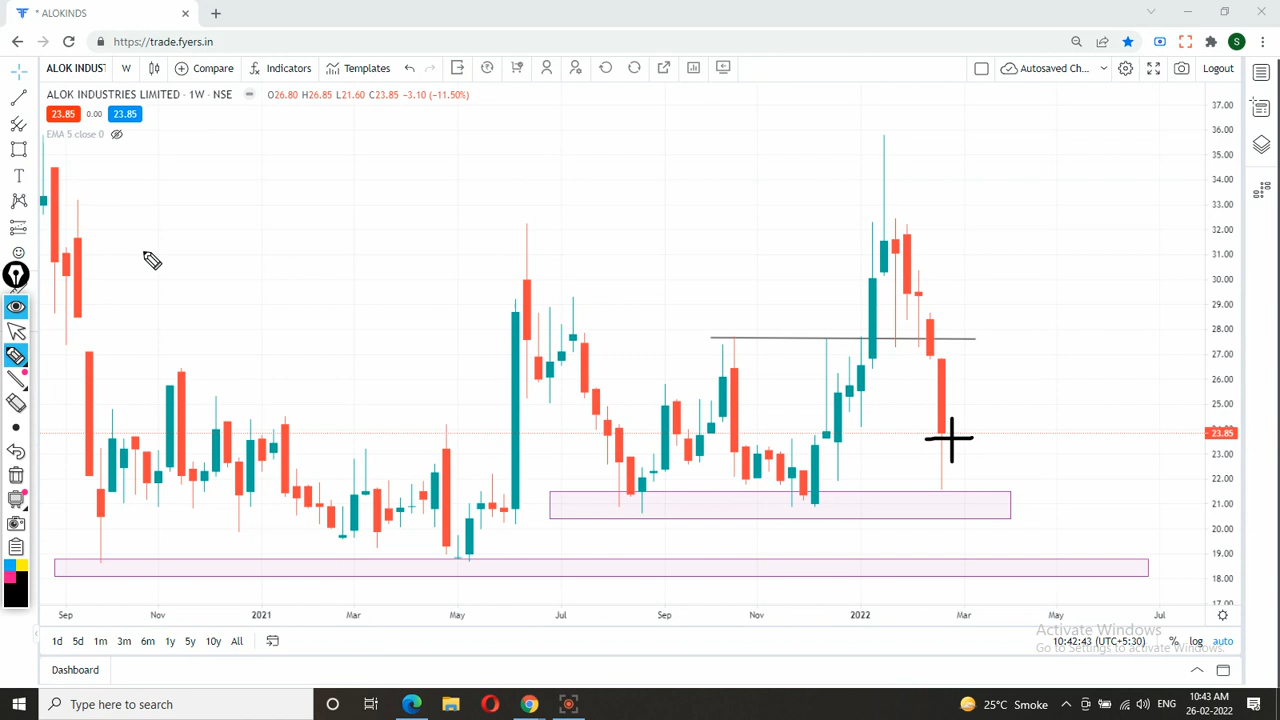 * ALOKINDS
https://trade.fyers.in
S
ALOK INDUST
W
Compare
Indicators
Templates
Autosaved Ch...
Logout
ALOK INDUSTRIES LIMITED · 1W · NSE
O26.80 H26.85 L21.60 C23.85 −3.10 (−11.50%)
23.85
0.00
23.85
EMA 5 close 0
37.00
36.00
35.00
34.00
33.00
32.00
31.00
30.00
29.00
28.00
27.00
26.00
25.00
23.85
23.00
22.00
21.00
20.00
19.00
18.00
17.00
Sep
Nov
2021
Mar
May
Jul
Sep
Nov
2022
Mar
May
Jul
1d 5d 1m 3m 6m 1y 5y 10y All
Activate Windows
Go to Settings to activate Windows.
10:42:43 (UTC+5:30)
% log auto
Dashboard
Type here to search
25°C Smoke
ENG
10:43 AM
26-02-2022